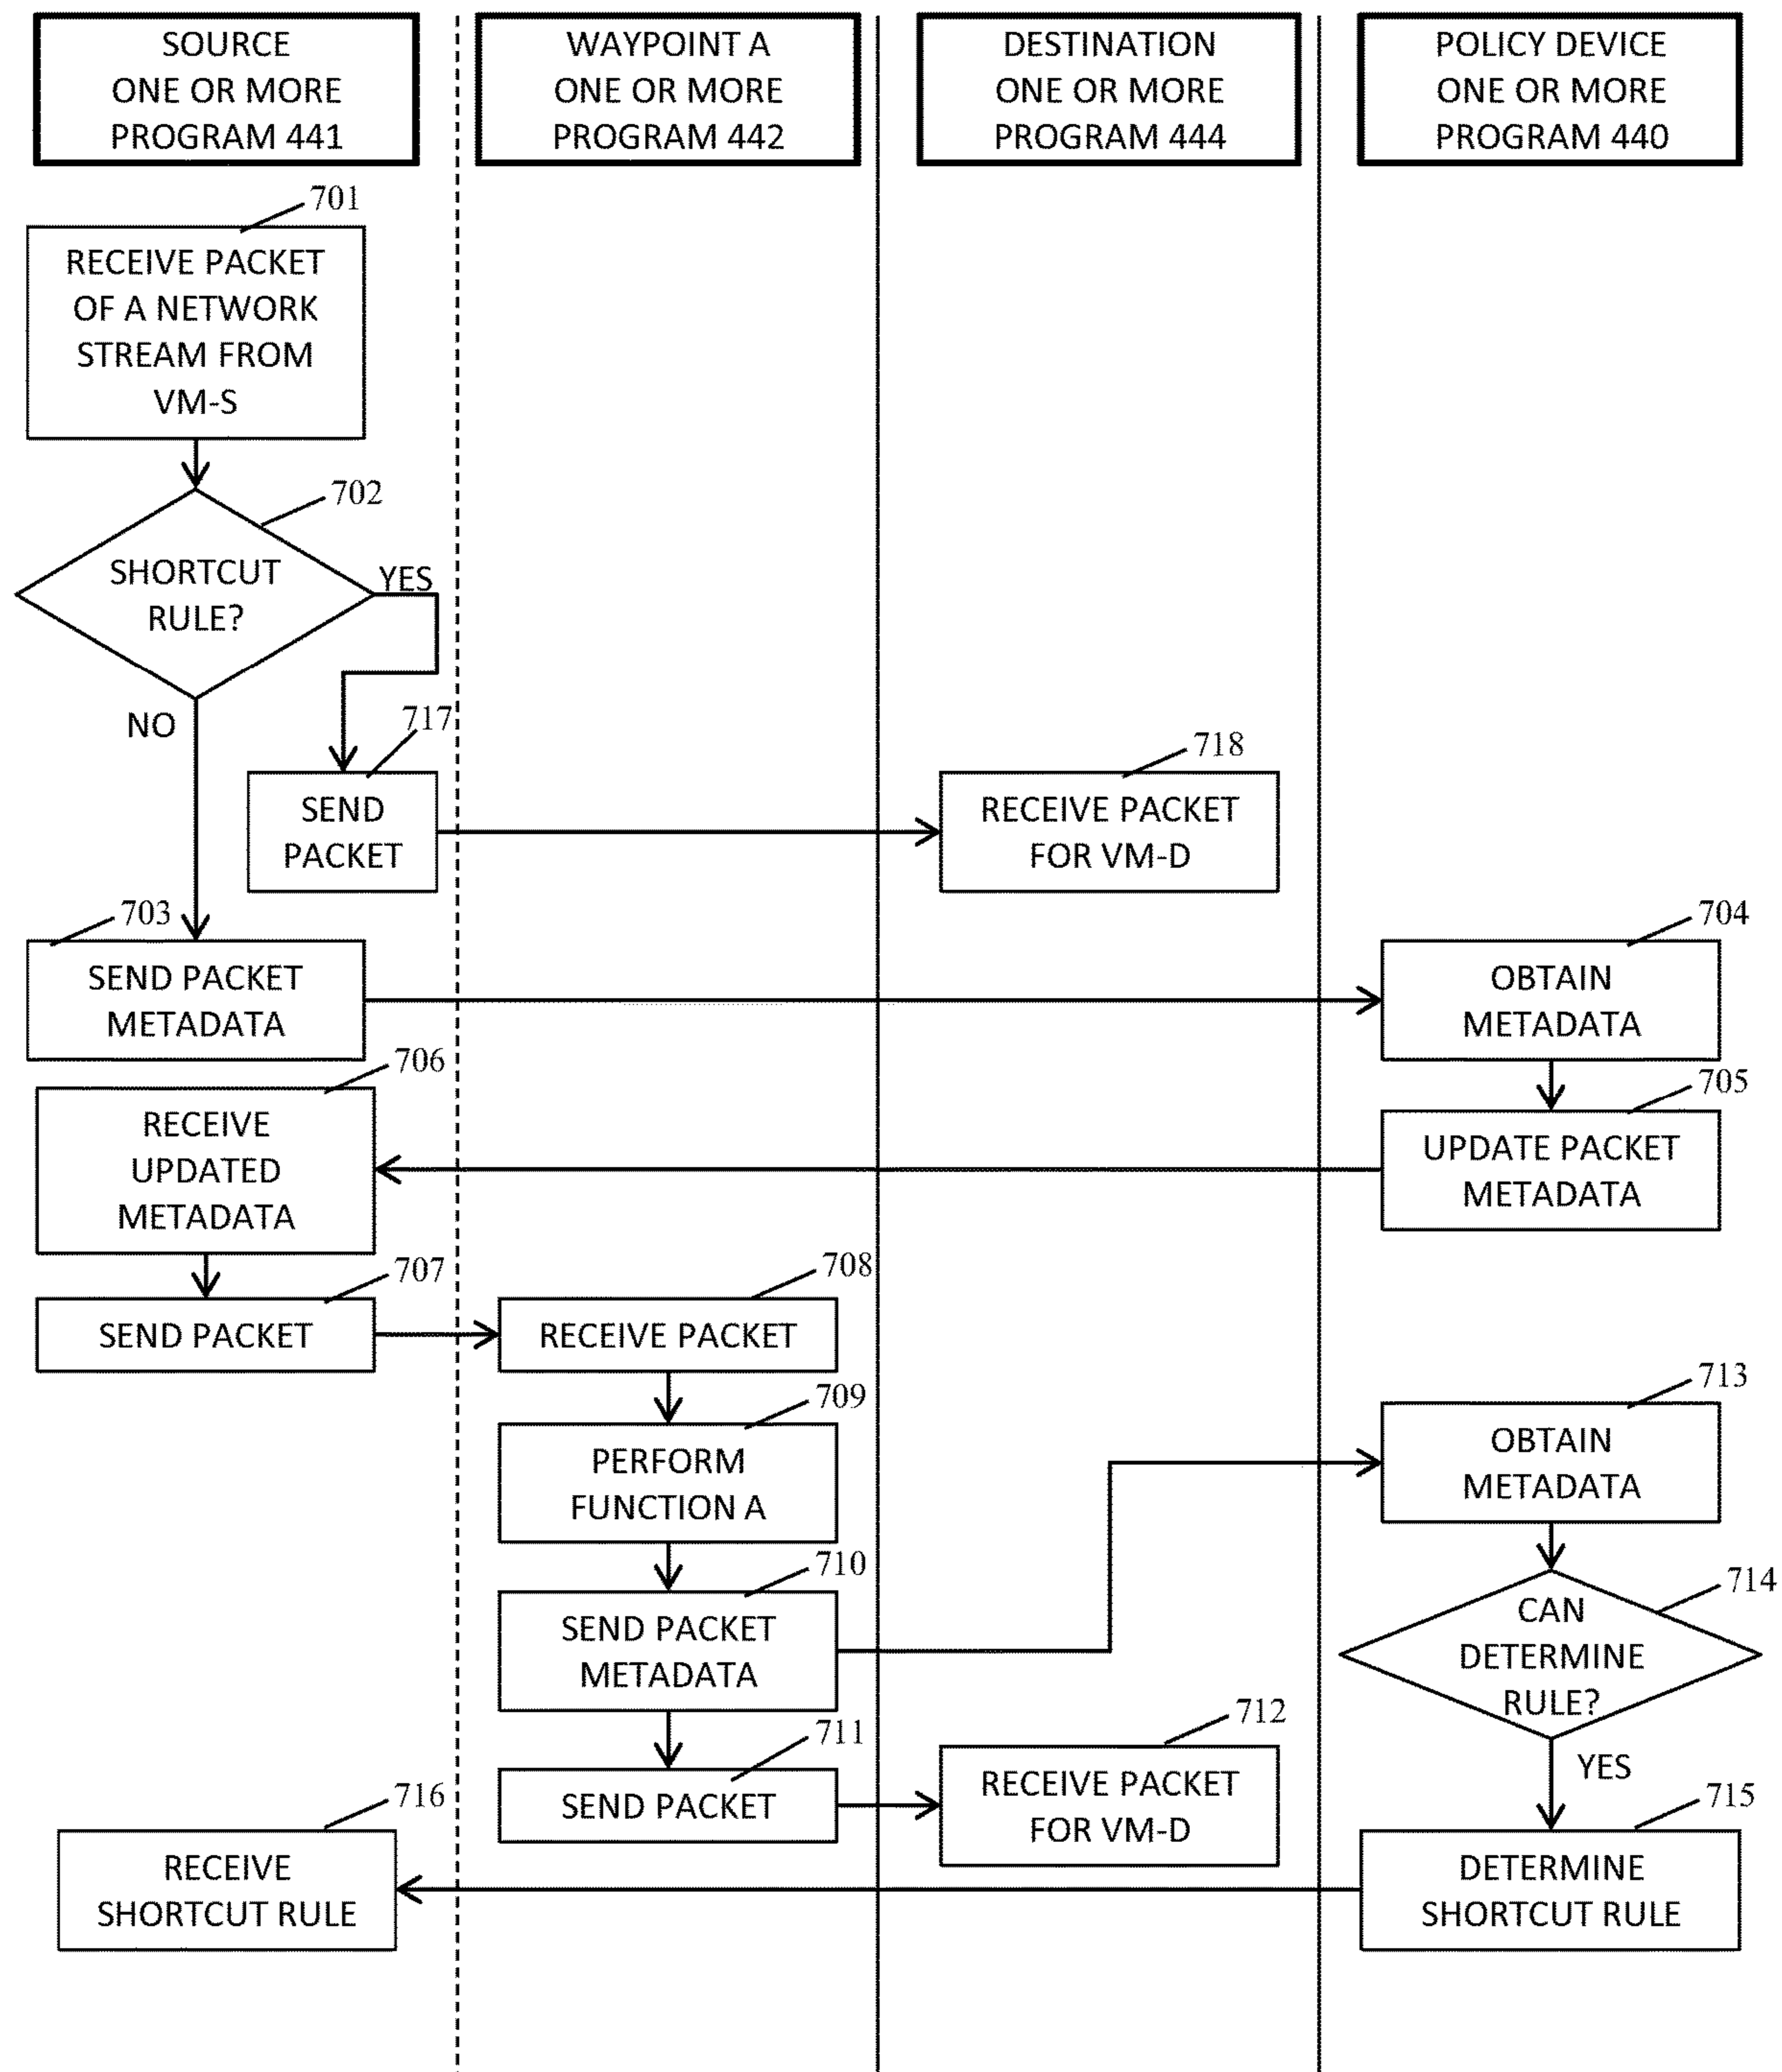 SOURCE
ONE OR MORE
PROGRAM 441
WAYPOINT A
ONE OR MORE
PROGRAM 442
DESTINATION
ONE OR MORE
PROGRAM 444
POLICY DEVICE
ONE OR MORE
PROGRAM 440
701
RECEIVE PACKET
OF A NETWORK
STREAM FROM
VM-S
702
SHORTCUT
RULE?
YES
NO
717
SEND
PACKET
718
RECEIVE PACKET
FOR VM-D
703
SEND PACKET
METADATA
704
OBTAIN
METADATA
705
UPDATE PACKET
METADATA
706
RECEIVE
UPDATED
METADATA
707
SEND PACKET
708
RECEIVE PACKET
709
PERFORM
FUNCTION A
710
SEND PACKET
METADATA
711
SEND PACKET
712
RECEIVE PACKET
FOR VM-D
713
OBTAIN
METADATA
714
CAN
DETERMINE
RULE?
YES
715
DETERMINE
SHORTCUT RULE
716
RECEIVE
SHORTCUT RULE